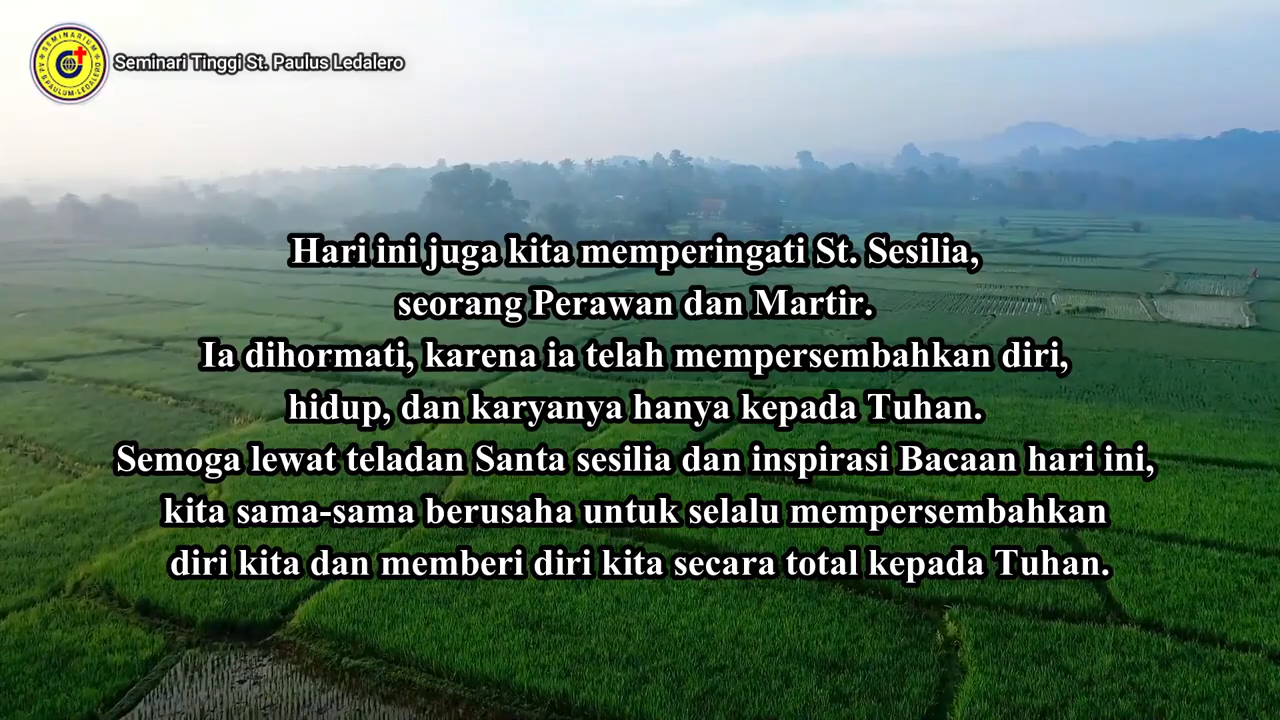 Seminari Tinggi St. Paulus Ledalero
Hari ini juga kita memperingati St. Sesilia,
seorang Perawan dan Martir.
Ia dihormati, karena ia telah mempersembahkan diri,
hidup, dan karyanya hanya kepada Tuhan.
Semoga lewat teladan Santa sesilia dan inspirasi Bacaan hari ini,
kita sama-sama berusaha untuk selalu mempersembahkan
diri kita dan memberi diri kita secara total kepada Tuhan.